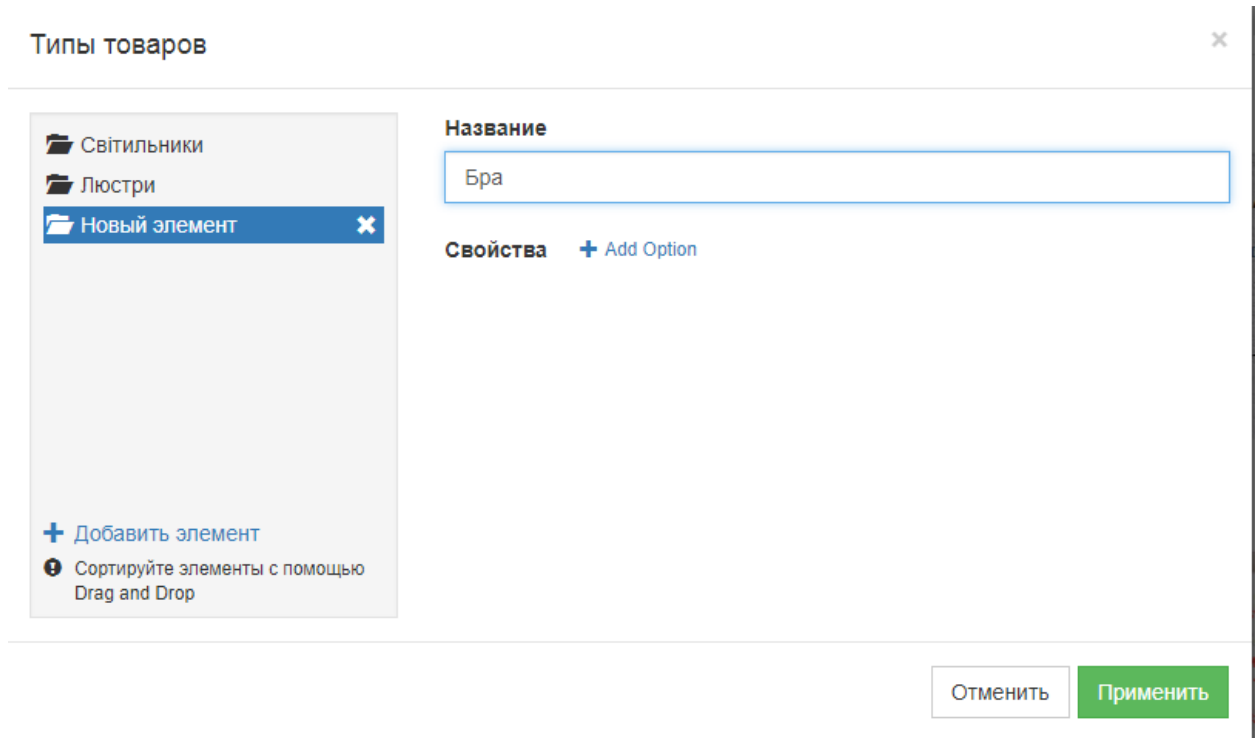 Типы товаров
Світильники
Люстри
Новый элемент
Добавить элемент
Сортируйте элементы с помощью
Drag and Drop
Название
Бра
Свойства Add Option
Отменить Применить